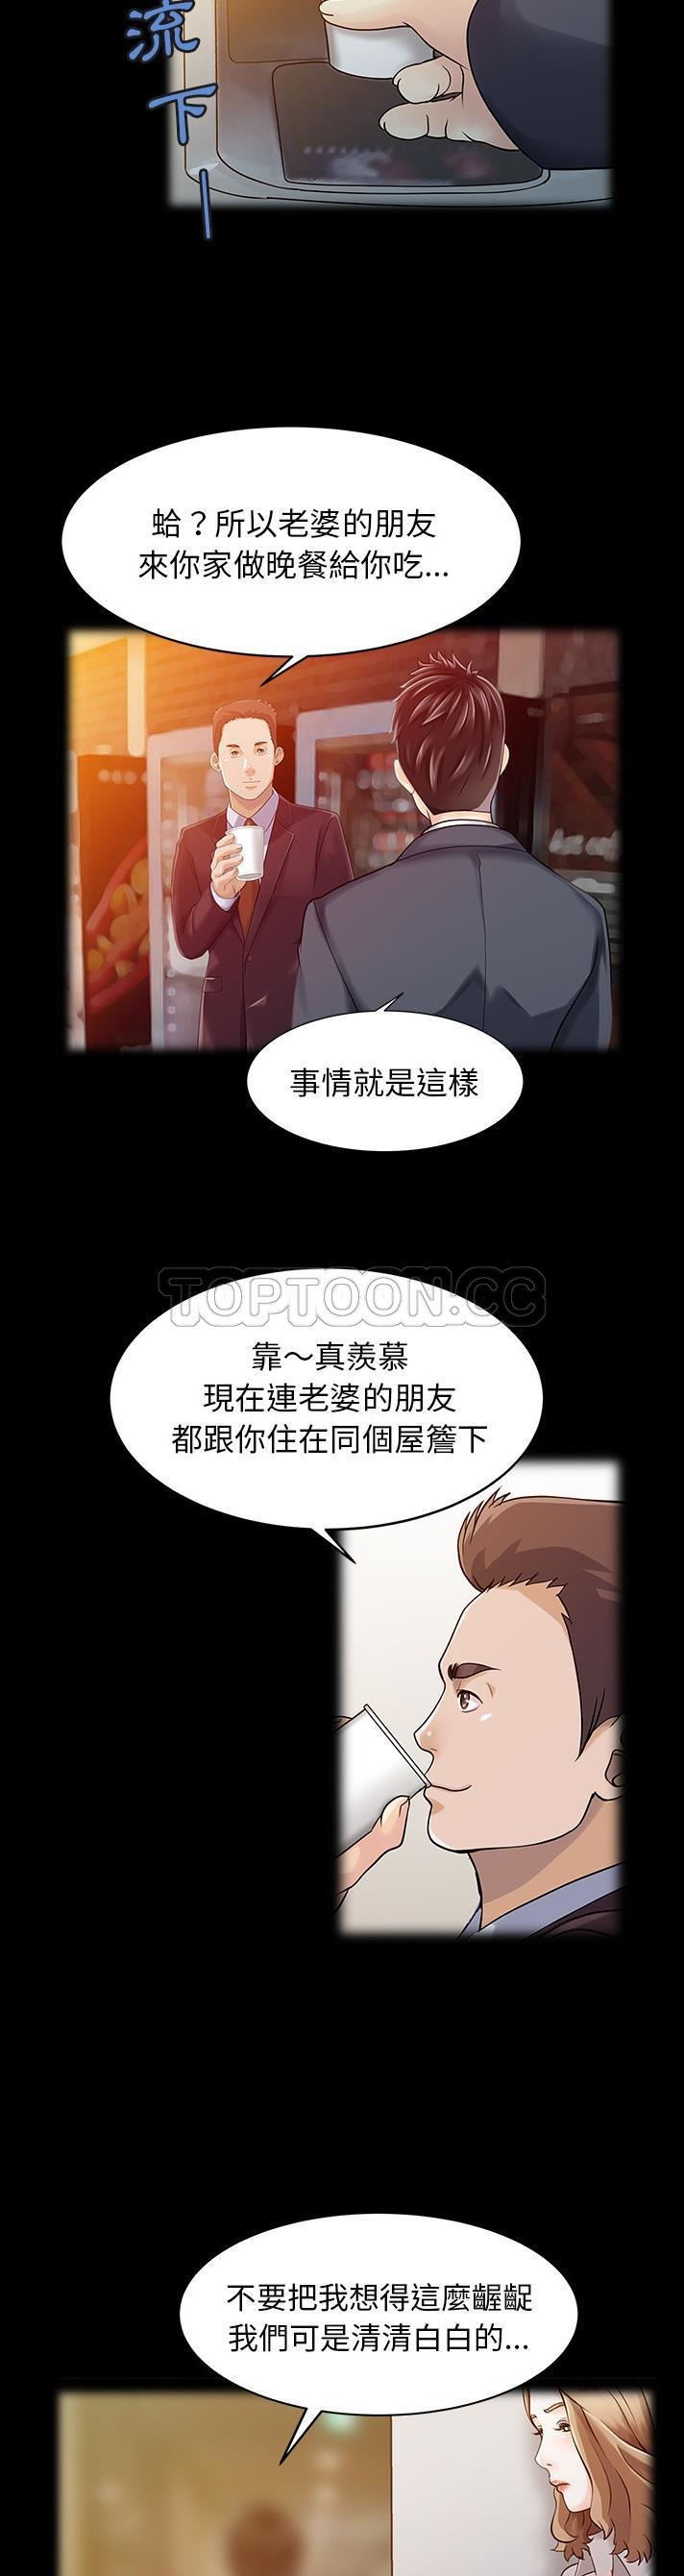 流
下
蛤？所以老婆的朋友
來你家做晚餐給你吃...
事情就是這樣
TOPTOON.CC
靠～真羨慕
現在連老婆的朋友
都跟你住在同個屋簷下
不要把我想得這麼齷齪
我們可是清清白白的...